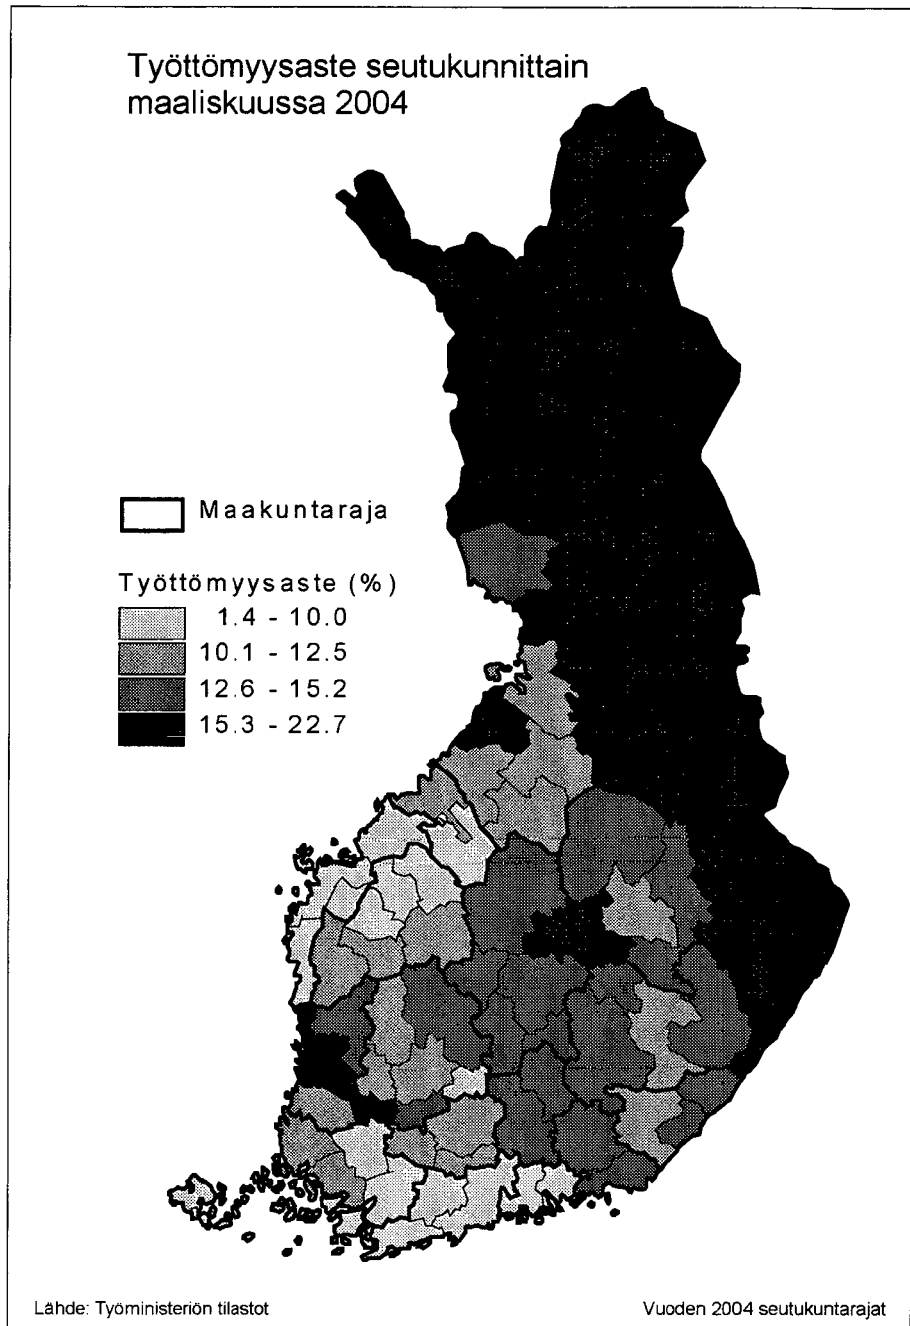 Työttömyysaste seutukunnittain
maaliskuussa 2004
Maakuntaraja
Työttömyysaste (%)
1.4 - 10.0
10.1 - 12.5
12.6 - 15.2
15.3 - 22.7
Lähde: Työministeriön tilastot
Vuoden 2004 seutukuntarajat